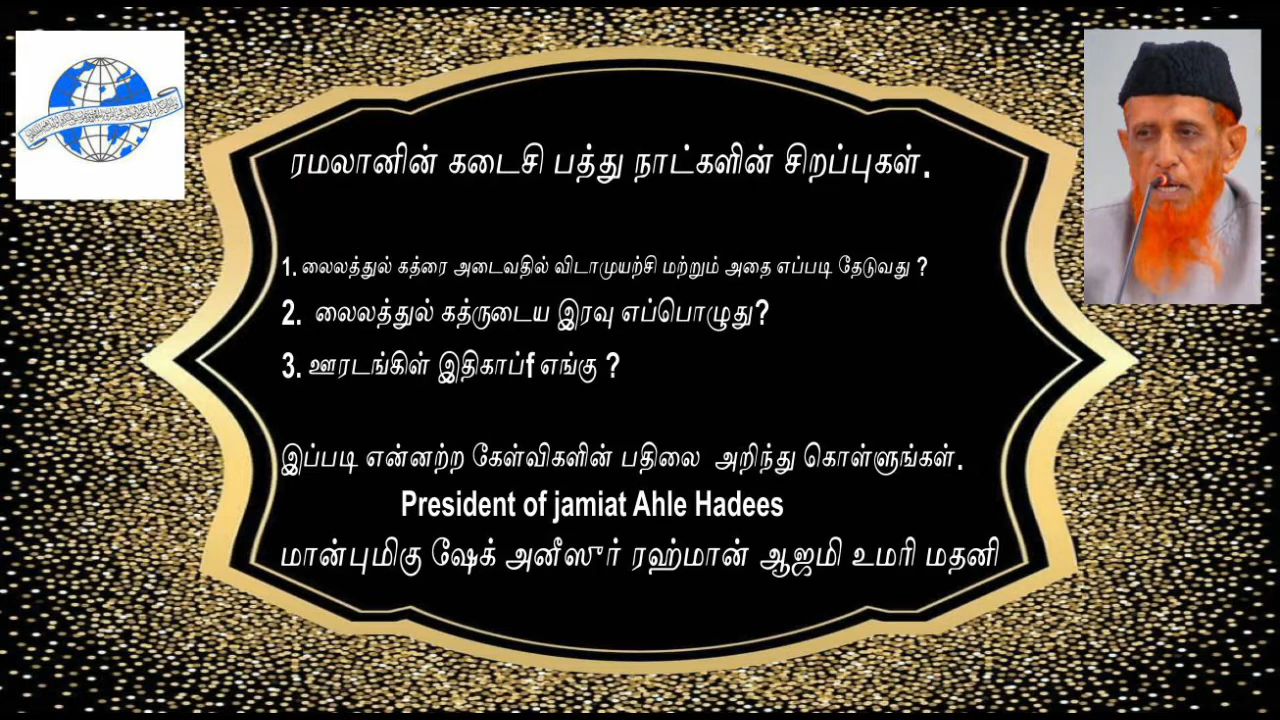 ரமலானின் கடைசி பத்து நாட்களின் சிறப்புகள்.
1. லைலத்துல் கத்ரை அடைவதில் விடாமுயற்சி மற்றும் அதை எப்படி தேடுவது ?
2. லைலத்துல் கத்ருடைய இரவு எப்பொழுது?
3. ஊரடங்கிள் இதிகாப்f எங்கு ?
இப்படி என்னற்ற கேள்விகளின் பதிலை அறிந்து கொள்ளுங்கள்.
President of jamiat Ahle Hadees
மான்புமிகு ஷேக் அனீஸுர் ரஹ்மான் ஆஜமி உமரி மதனி